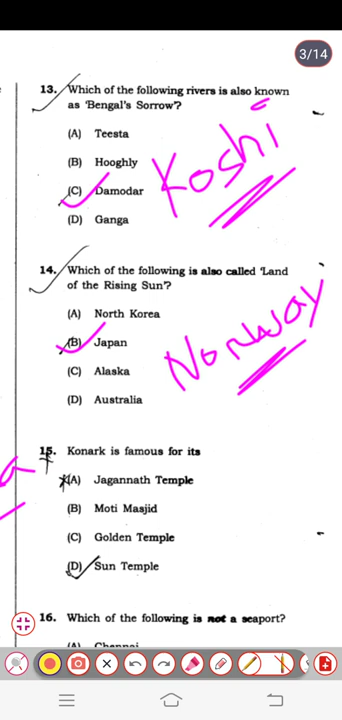 3/14
13. Which of the following rivers is also known
as 'Bengal's Sorrow'?
(A) Teesta
(B) Hooghly
(C) Damodar
(D) Ganga
Koshi
14. Which of the following is also called 'Land
of the Rising Sun'?
(A) North Korea
(B) Japan
(C) Alaska
(D) Australia
Norway
15. Konark is famous for its
(A) Jagannath Temple
(B) Moti Masjid
(C) Golden Temple
(D) Sun Temple
16. Which of the following is not a seaport?
(A) Chennai